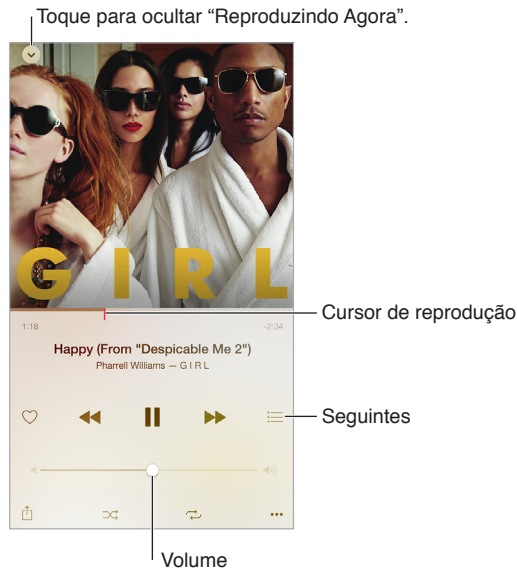 Toque para ocultar “Reproduzindo Agora”.
GIRL
Cursor de reprodução
1:18 -2:34
Happy (From "Despicable Me 2")
Pharrell Williams — G I R L
Seguintes
Volume